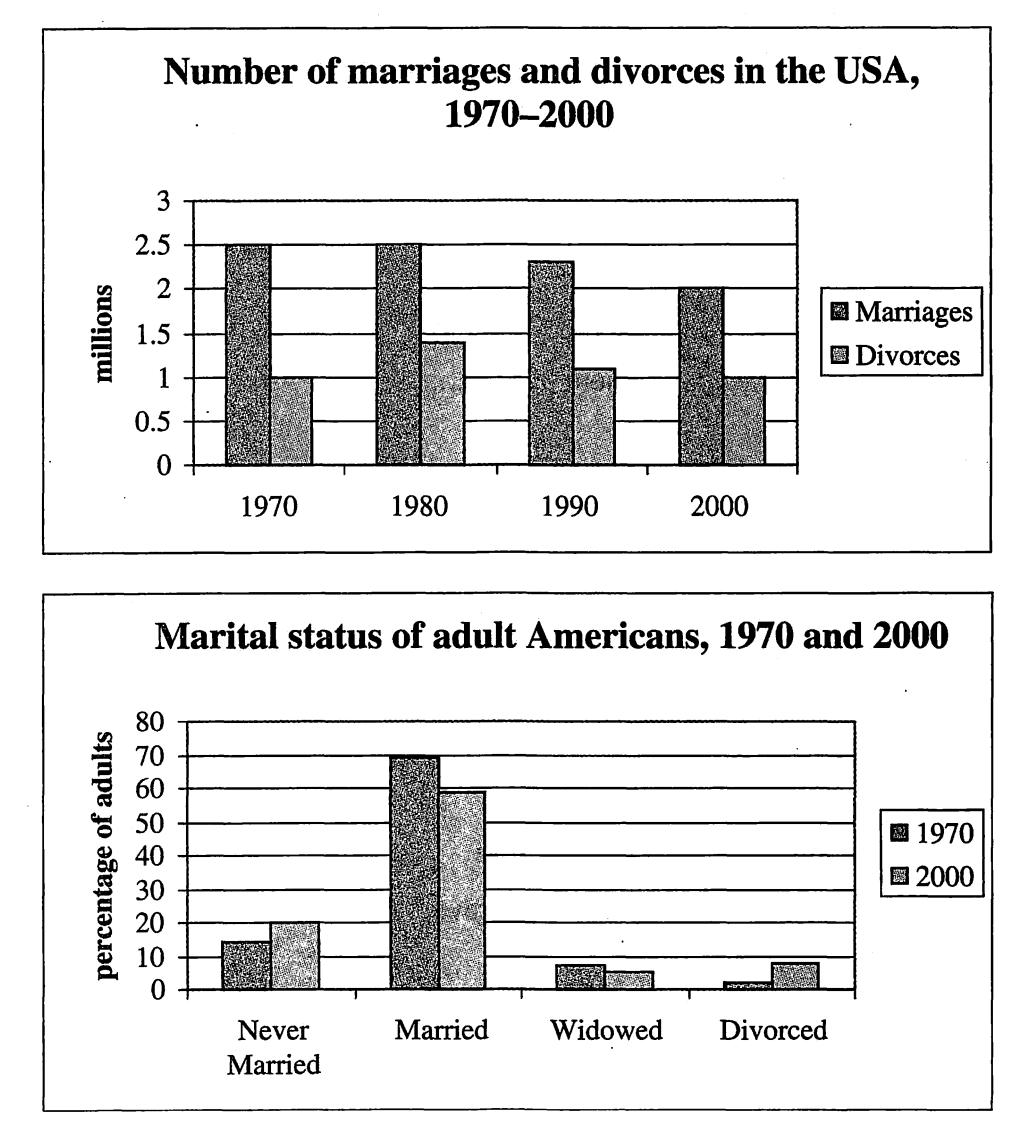 Number of marriages and divorces in the USA,
1970–2000
3
2.5
2
1.5
1
0.5
0
millions
1970
1980
1990
2000
Marriages
Divorces
Marital status of adult Americans, 1970 and 2000
80
70
60
50
40
30
20
10
0
percentage of adults
Never
Married
Married
Widowed
Divorced
1970
2000